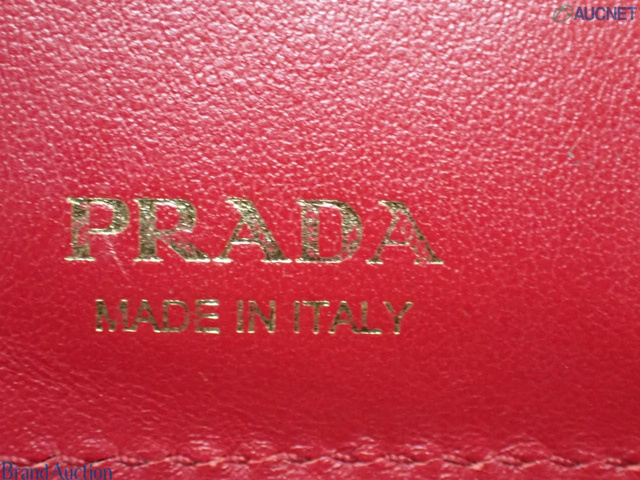 AUCNET
PRADA
MADE IN ITALY
Brand Auction